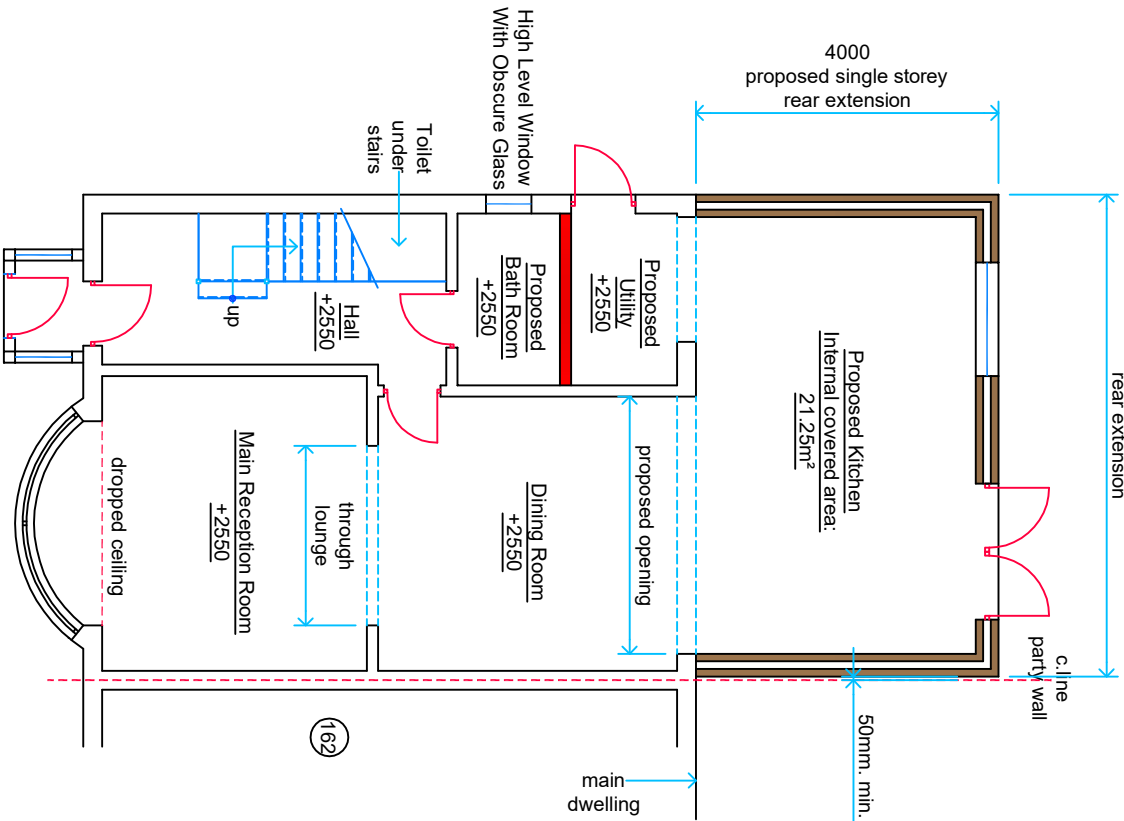 4000
proposed single storey
rear extension
High Level Window
With Obscure Glass
Toilet
under
stairs
rear extension
Proposed
Utility
+2550
Proposed
Bath Room
+2550
Hall
+2550
up
Proposed Kitchen
Internal covered area:
21.25m²
proposed opening
Dining Room
+2550
through
lounge
Main Reception Room
+2550
dropped ceiling
c.line
party wall
50mm. min.
162
main
dwelling